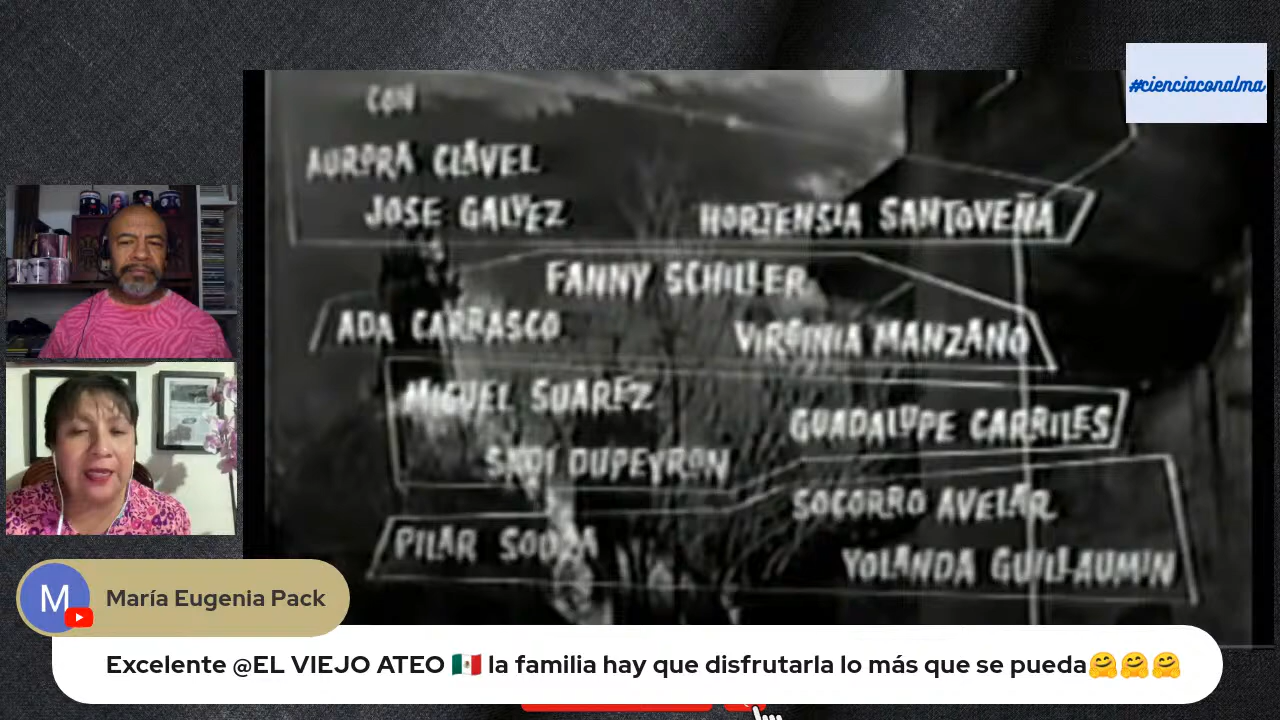 #cienciaconalma
CON
AURORA CLAVEL
JOSE GALVEZ
HORTENSIA SANTOVEÑA
FANNY SCHILLER
ADA CARRASCO
VIRGINIA MANZANO
MIGUEL SUAREZ
GUADALUPE CARRILES
SADI DUPEYRON
SOCORRO AVELAR
PILAR SOUZA
YOLANDA GUILLAUMIN
M María Eugenia Pack
Excelente @EL VIEJO ATEO 🇲🇽 la familia hay que disfrutarla lo más que se pueda🤗🤗🤗